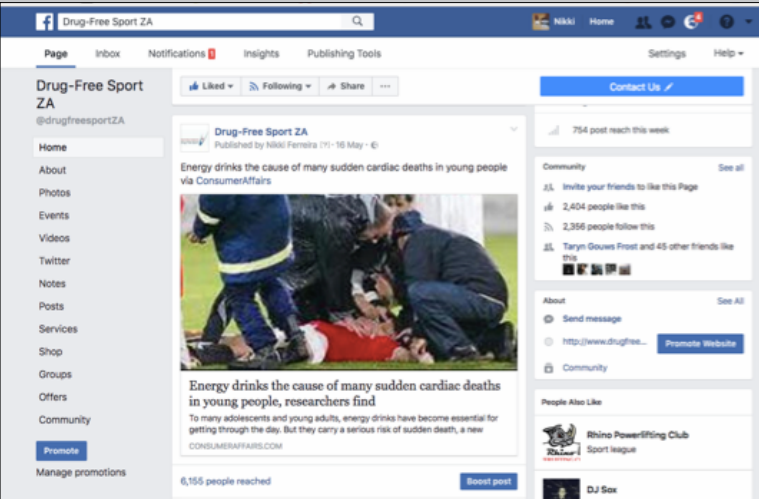 Drug-Free Sport ZA
Nikki Home
4
Page Inbox Notifications 1 Insights Publishing Tools Settings Help
Drug-Free Sport
ZA
@drugfreesportZA
Home
About
Photos
Events
Videos
Twitter
Notes
Posts
Services
Shop
Groups
Offers
Community
Promote
Manage promotions
Liked Following Share ...
Drug-Free Sport ZA
Published by Nikki Ferreira [?] · 16 May ·
Energy drinks the cause of many sudden cardiac deaths in young people
via ConsumerAffairs
Energy drinks the cause of many sudden cardiac deaths
in young people, researchers find
To many adolescents and young adults, energy drinks have become essential for
getting through the day. But they carry a serious risk of sudden death, a new
CONSUMERAFFAIRS.COM
6,155 people reached Boost post
Contact Us
754 post reach this week
Community See all
Invite your friends to like this Page
2,404 people like this
2,356 people follow this
Taryn Gouws Frost and 45 other friends like
this
About See All
Send message
http://www.drugfree... Promote Website
Community
People Also Like
Rhino Powerlifting Club
Sport league
Rhino
DJ Sox